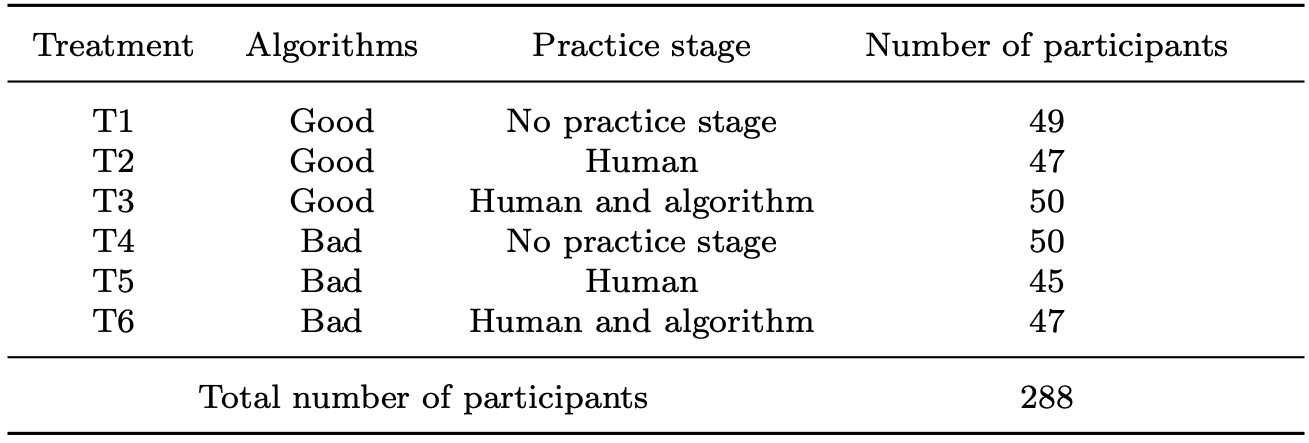 Treatment Algorithms Practice stage Number of participants
T1 Good No practice stage 49
T2 Good Human 47
T3 Good Human and algorithm 50
T4 Bad No practice stage 50
T5 Bad Human 45
T6 Bad Human and algorithm 47
Total number of participants 288